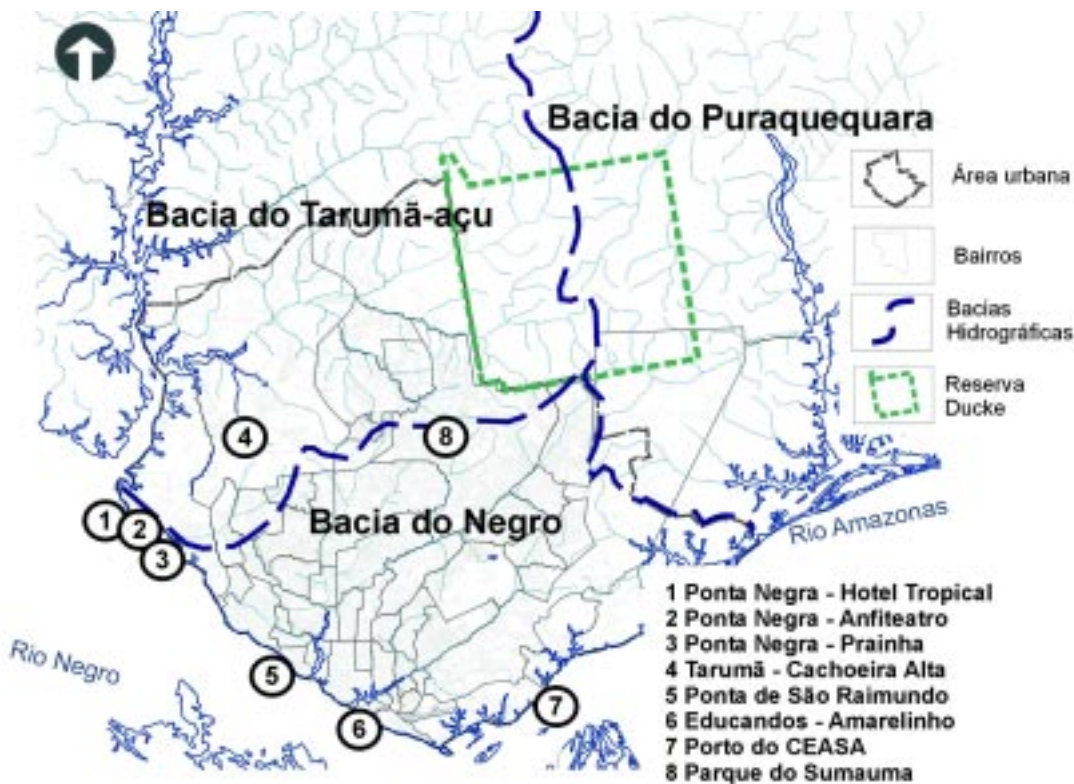 Bacia do Puraquequara
Área urbana
Bacia do Tarumã-açu
Bairros
Bacias
Hidrográficas
Reserva
Ducke
4
8
Bacia do Negro
1
2
3
Rio Amazonas
Rio Negro
5
6
7
1 Ponta Negra - Hotel Tropical
2 Ponta Negra - Anfiteatro
3 Ponta Negra - Prainha
4 Tarumã - Cachoeira Alta
5 Ponta de São Raimundo
6 Educandos - Amarelinho
7 Porto do CEASA
8 Parque do Sumauma